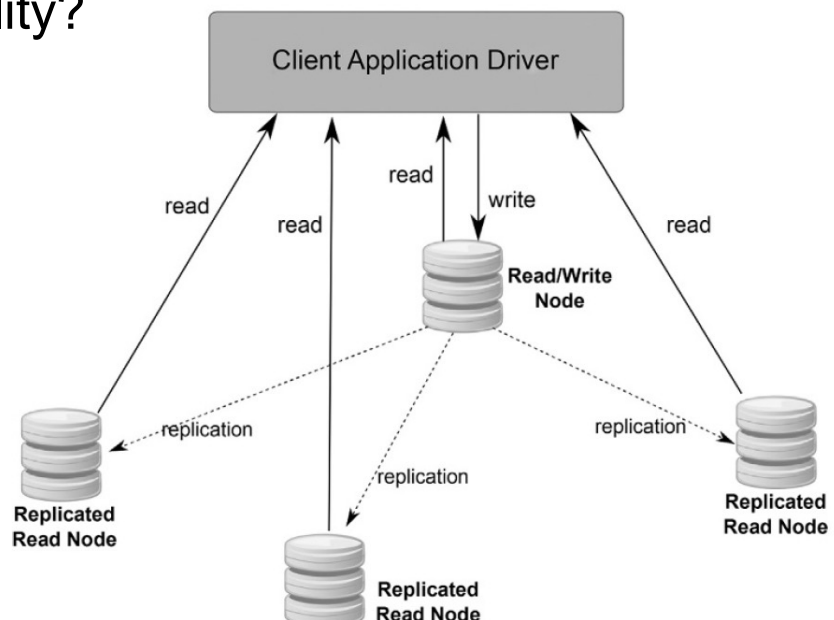 lity?
Client Application Driver
read
read
read
write
read
Read/Write
Node
replication
replication
replication
Replicated
Read Node
Replicated
Read Node
Replicated
Read Node